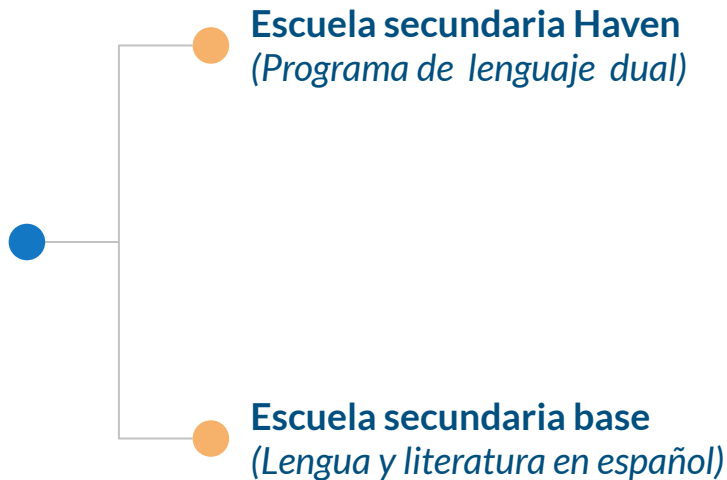 Escuela secundaria Haven
(Programa de lenguaje dual)
Escuela secundaria base
(Lengua y literatura en español)